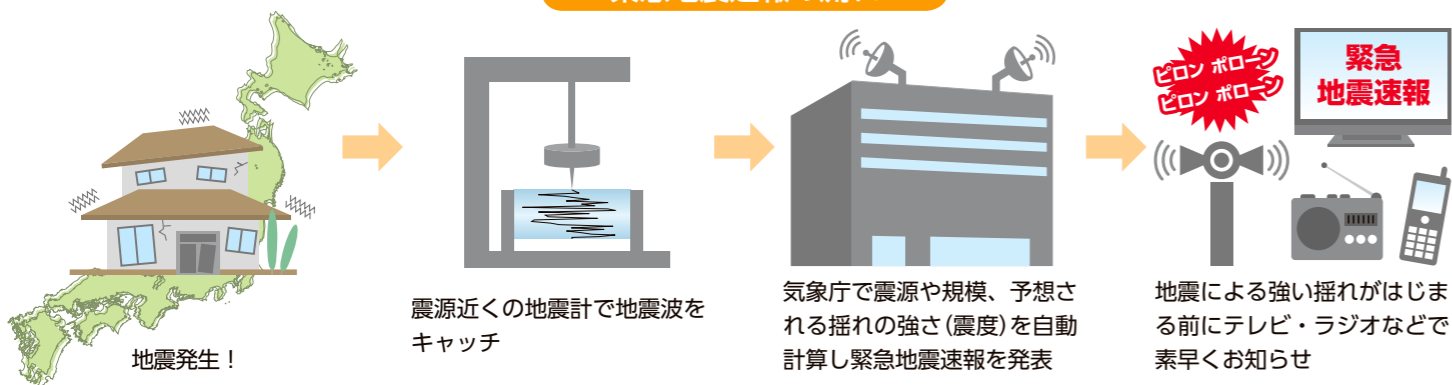 地震発生！
震源近くの地震計で地震波を
キャッチ
気象庁で震源や規模、予想さ
れる揺れの強さ(震度)を自動
計算し緊急地震速報を発表
ピロン ポローン
ピロン ポローン
緊急
地震速報
地震による強い揺れがはじま
る前にテレビ・ラジオなどで
素早くお知らせ